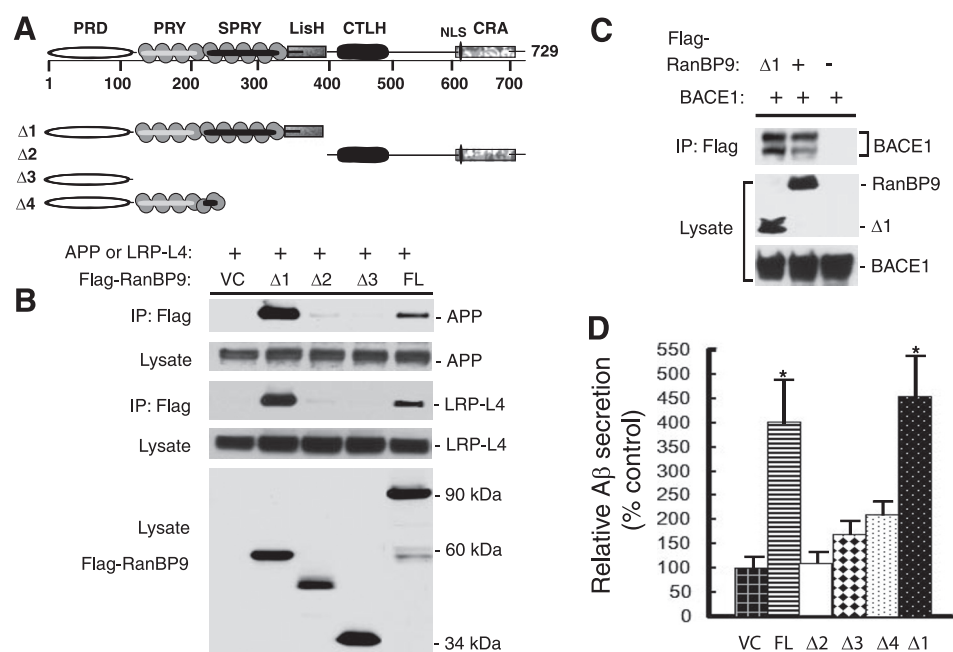 A
PRD PRY SPRY LisH CTLH NLS CRA
729
1 100 200 300 400 500 600 700
Δ1
Δ2
Δ3
Δ4
B
APP or LRP-L4: + + + + +
Flag-RanBP9: VC Δ1 Δ2 Δ3 FL
IP: Flag - APP
Lysate - APP
IP: Flag - LRP-L4
Lysate - LRP-L4
- 90 kDa
Lysate
- 60 kDa
Flag-RanBP9
- 34 kDa
C
Flag-
RanBP9: Δ1 + -
BACE1: + + +
IP: Flag BACE1
- RanBP9
Lysate - Δ1
- BACE1
D
Relative Aβ secretion
(% control)
550
500
450
400
350
300
250
200
150
100
50
0
* *
VC FL Δ2 Δ3 Δ4 Δ1